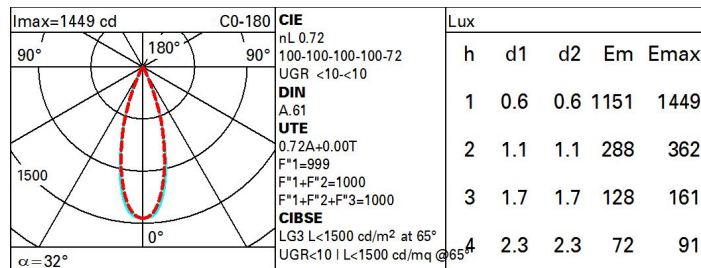 Imax=1449 cd C0-180
90° 180° 90°
1500
0°
α=32°
CIE
nL 0.72
100-100-100-100-72
UGR <10-<10
DIN
A.61
UTE
0.72A+0.00T
F"1=999
F"1+F"2=1000
F"1+F"2+F"3=1000
CIBSE
LG3 L<1500 cd/m² at 65°
UGR<10 | L<1500 cd/mq @65°
Lux
h d1 d2 Em Emax
1 0.6 0.6 1151 1449
2 1.1 1.1 288 362
3 1.7 1.7 128 161
4 2.3 2.3 72 91